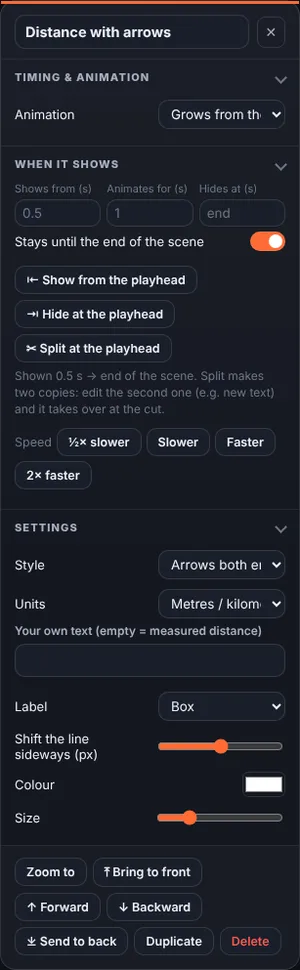 Distance with arrows ✕
TIMING & ANIMATION
Animation Grows from the
WHEN IT SHOWS
Shows from (s) Animates for (s) Hides at (s)
0.5 1 end
Stays until the end of the scene
⇤ Show from the playhead
⇥ Hide at the playhead
✂ Split at the playhead
Shown 0.5 s → end of the scene. Split makes
two copies: edit the second one (e.g. new text)
and it takes over at the cut.
Speed ½× slower Slower Faster
2× faster
SETTINGS
Style Arrows both en
Units Metres / kilom
Your own text (empty = measured distance)
Label Box
Shift the line
sideways (px)
Colour
Size
Zoom to ⤒ Bring to front
↑ Forward ↓ Backward
⤓ Send to back Duplicate Delete